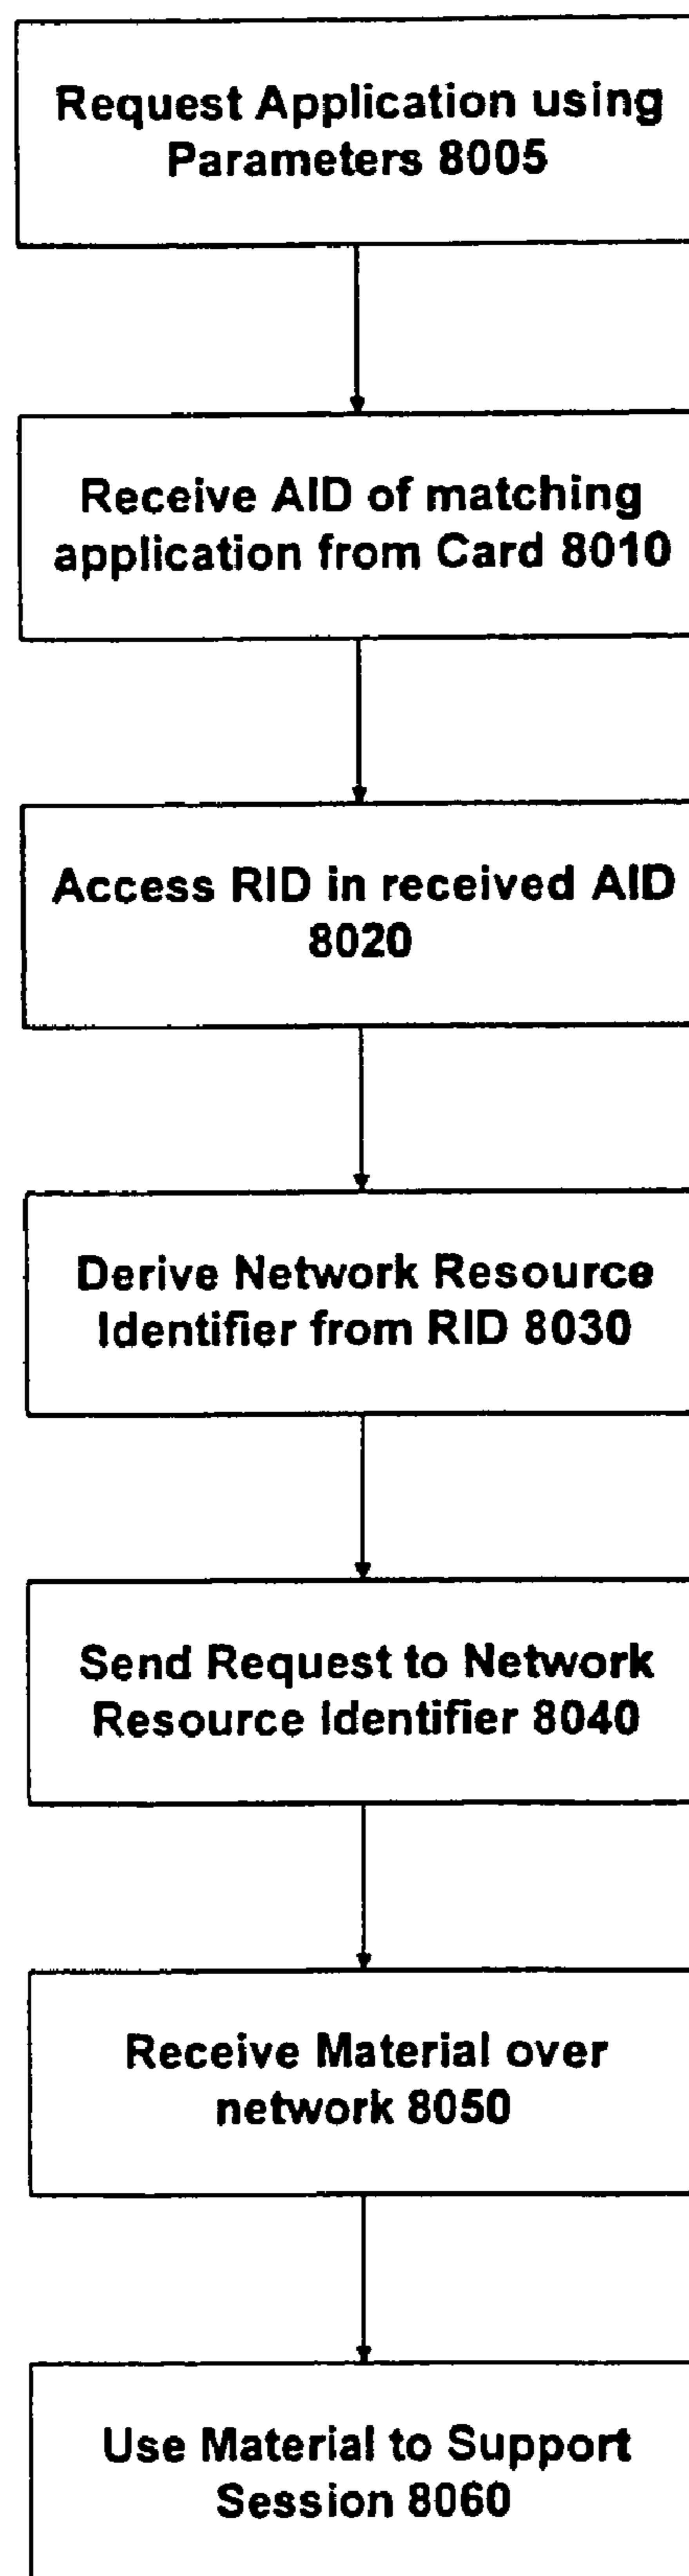 Request Application using
Parameters 8005
Receive AID of matching
application from Card 8010
Access RID in received AID
8020
Derive Network Resource
Identifier from RID 8030
Send Request to Network
Resource Identifier 8040
Receive Material over
network 8050
Use Material to Support
Session 8060